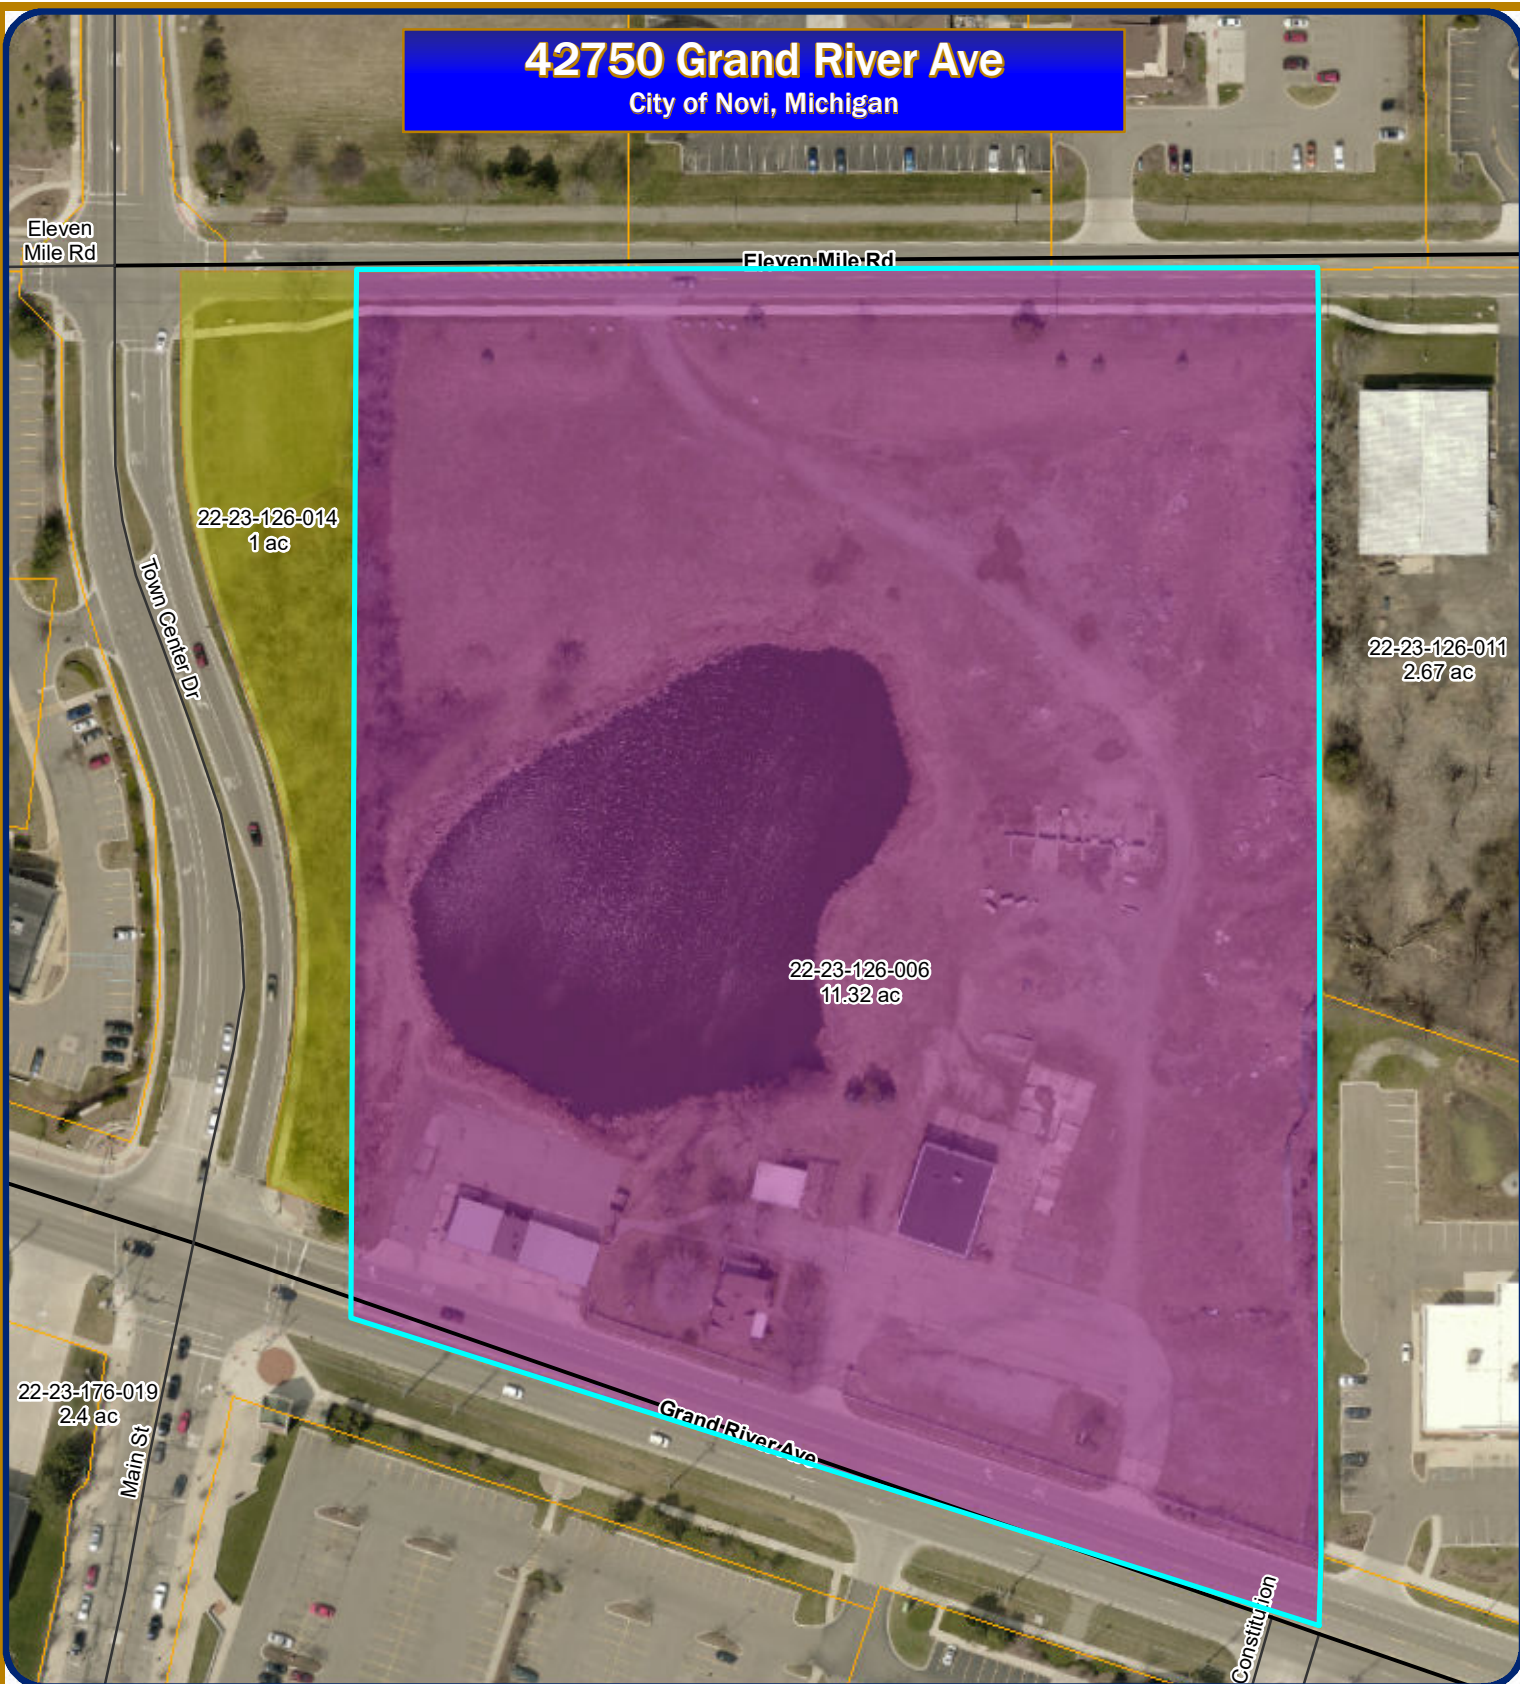 42750 Grand River Ave
City of Novi, Michigan
Eleven
Mile Rd
Eleven Mile Rd
22-23-126-014
1 ac
Town Center Dr
22-23-126-011
2.67 ac
22-23-126-006
11.32 ac
22-23-176-019
2.4 ac
Main St
Grand River Ave
Constitution